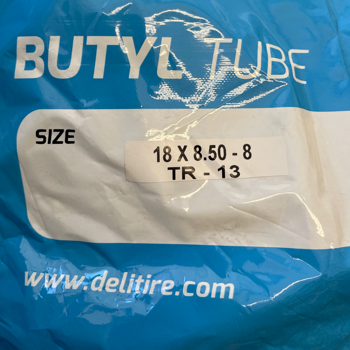 BUTYL TUBE
SIZE
18 X 8.50 - 8
TR - 13
www.delitire.com